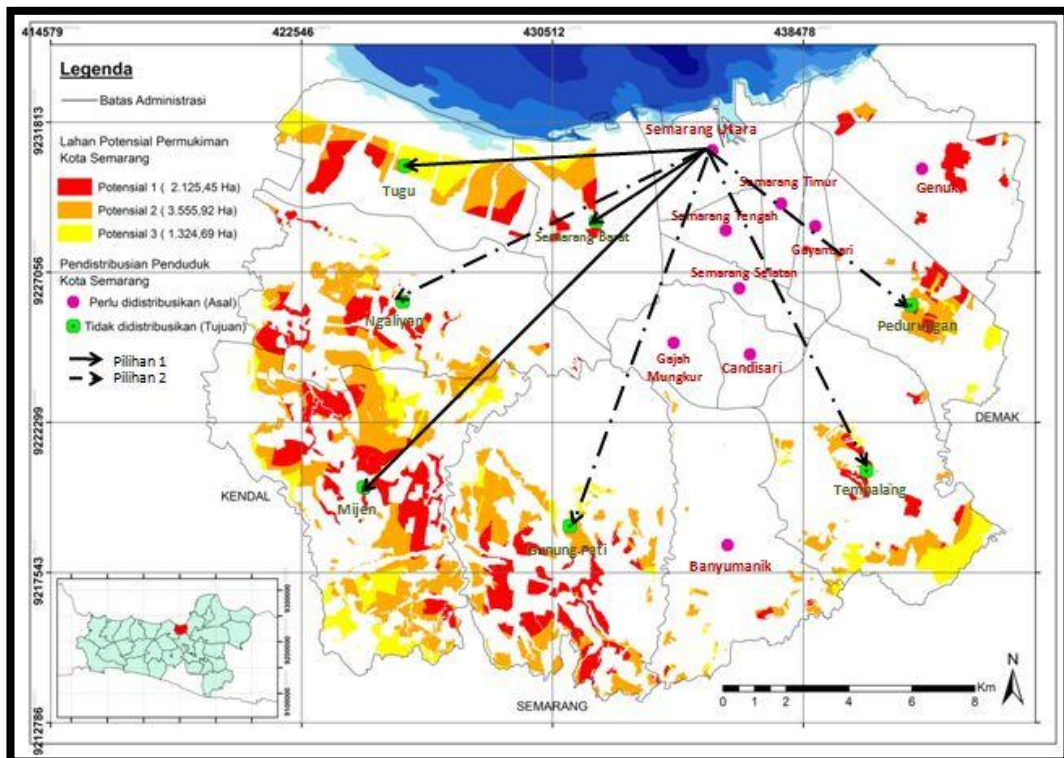 414579 422546 430512 438478
Legenda
Batas Administrasi
Lahan Potensial Permukiman
Kota Semarang
Potensial 1 ( 2.125,45 Ha)
Potensial 2 ( 3.555,92 Ha)
Potensial 3 ( 1.324,69 Ha)
Pendistribusian Penduduk
Kota Semarang
Perlu didistribusikan (Asal)
Tidak didistribusikan (Tujuan)
Pilihan 1
Pilihan 2
9231813
9227056
9222299
9217543
9212786
Semarang Utara
Tugu
Semarang Timur
Genuk
Semarang Tengah
Semarang Barat
Gayamsari
Semarang Selatan
Ngaliyan
Pedurungan
Gajah
Mungkur
Candisari
DEMAK
KENDAL
Mijen
Tembalang
Gunung Pati
Banyumanik
SEMARANG
N
Km
0 1 2 4 6 8
9300000
9200000
9100000